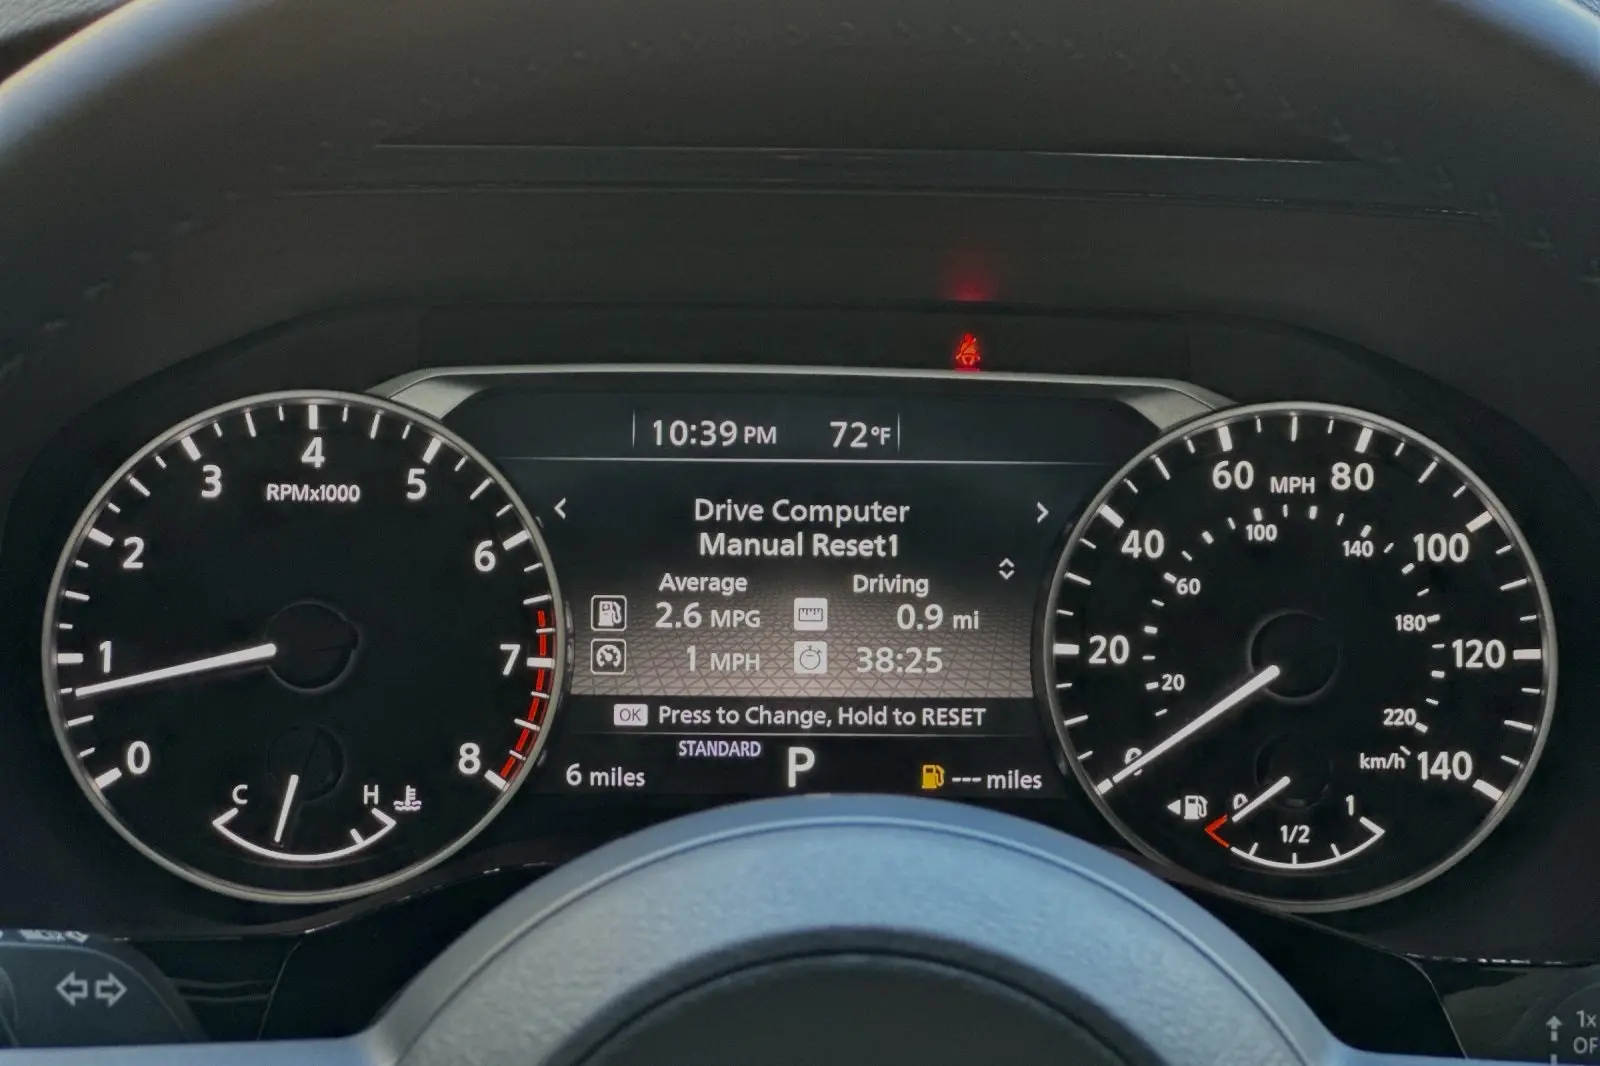 10:39 PM 72°F
Drive Computer
Manual Reset1
Average Driving
2.6 MPG 0.9 mi
1 MPH 38:25
OK Press to Change, Hold to RESET
STANDARD
6 miles P --- miles
RPMx1000
0 1 2 3 4 5 6 7 8
C H
MPH
0 20 40 60 80 100 120 140
20 60 100 140 180 220
km/h
0 1/2 1
1x